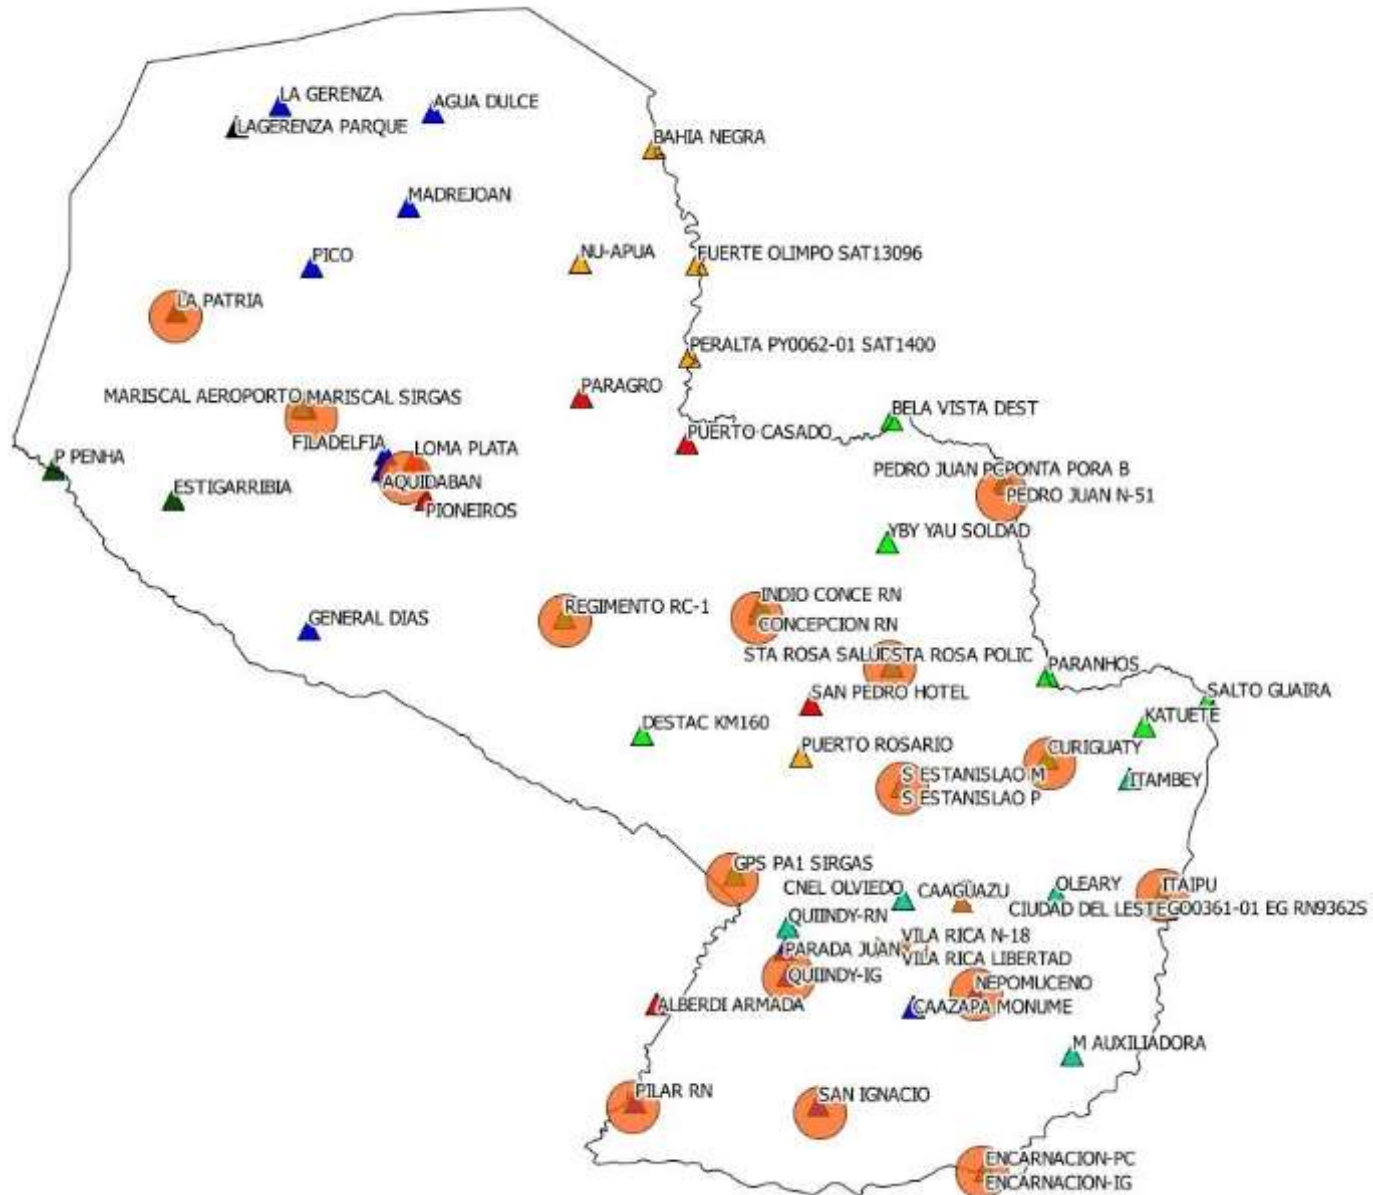 LA GERENZA
AGUA DULCE
LAGERENZA PARQUE
BAHIA NEGRA
MADREJOAN
NU-APUA
FUERTE OLIMPO SAT13096
PICO
LA PATRIA
PERALTA PY0062-01 SAT1400
PARAGRO
MARISCAL AEROPORTO
MARISCAL SIRGAS
BELA VISTA DEST
PUERTO CASADO
FILADELFIA
LOMA PLATA
P PENHA
PEDRO JUAN PC
PONTA PORA B
AQUIDABAN
ESTIGARRIBIA
PEDRO JUAN N-51
PIONEIROS
YBY YAU SOLDAD
INDIO CONCE RN
REGIMENTO RC-1
GENERAL DIAS
CONCEPCION RN
STA ROSA SALUD
STA ROSA POLIC
PARANHOS
SAN PEDRO HOTEL
SALTO GUAIRA
KATUETE
DESTAC KM160
PUERTO ROSARIO
CURIGUATY
S ESTANISLAO M
ITAMBEY
S ESTANISLAO P
GPS PA1 SIRGAS
CNEL OLVIEDO
CAAGUAZU
OLEARY
ITAIPU
CIUDAD DEL LESTE
GO0361-01 EG RN9362S
QUIINDY-RN
VILA RICA N-18
PARADA JUAN
VILA RICA LIBERTAD
QUIINDY-IG
NEPOMUCENO
ALBERDI ARMADA
CAAZAPA MONUME
M AUXILIADORA
PILAR RN
SAN IGNACIO
ENCARNACION-PC
ENCARNACION-IG